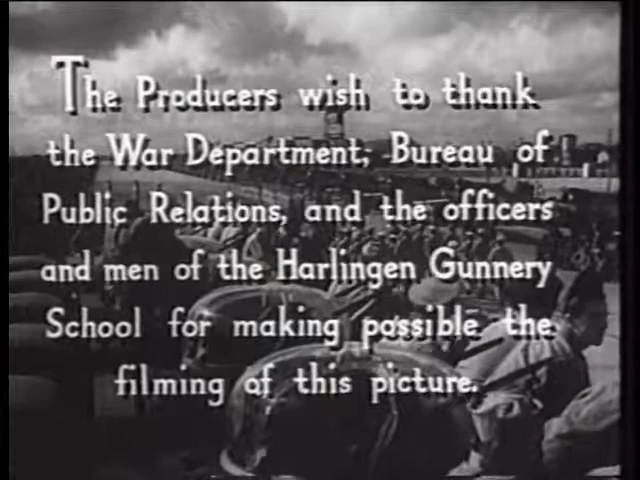 The Producers wish to thank
the War Department, Bureau of
Public Relations, and the officers
and men of the Harlingen Gunnery
School for making possible the
filming of this picture.